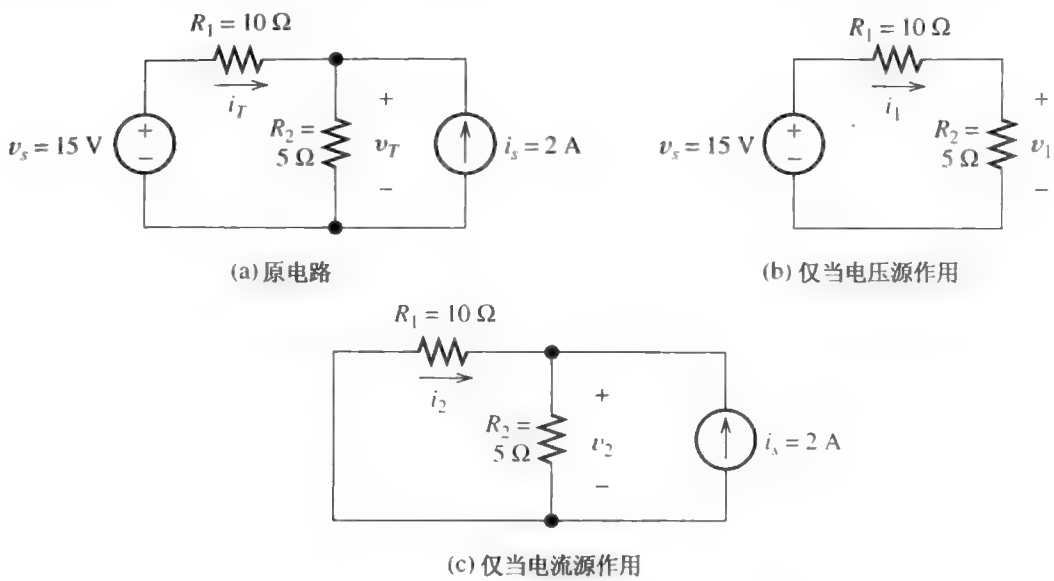 R₁ = 10 Ω
i_T
v_s = 15 V
+
−
R₂ =
5 Ω
+
v_T
−
i_s = 2 A
(a) 原电路
R₁ = 10 Ω
i₁
v_s = 15 V
+
−
R₂ =
5 Ω
+
v₁
−
(b) 仅当电压源作用
R₁ = 10 Ω
i₂
R₂ =
5 Ω
+
v₂
−
i_s = 2 A
(c) 仅当电流源作用